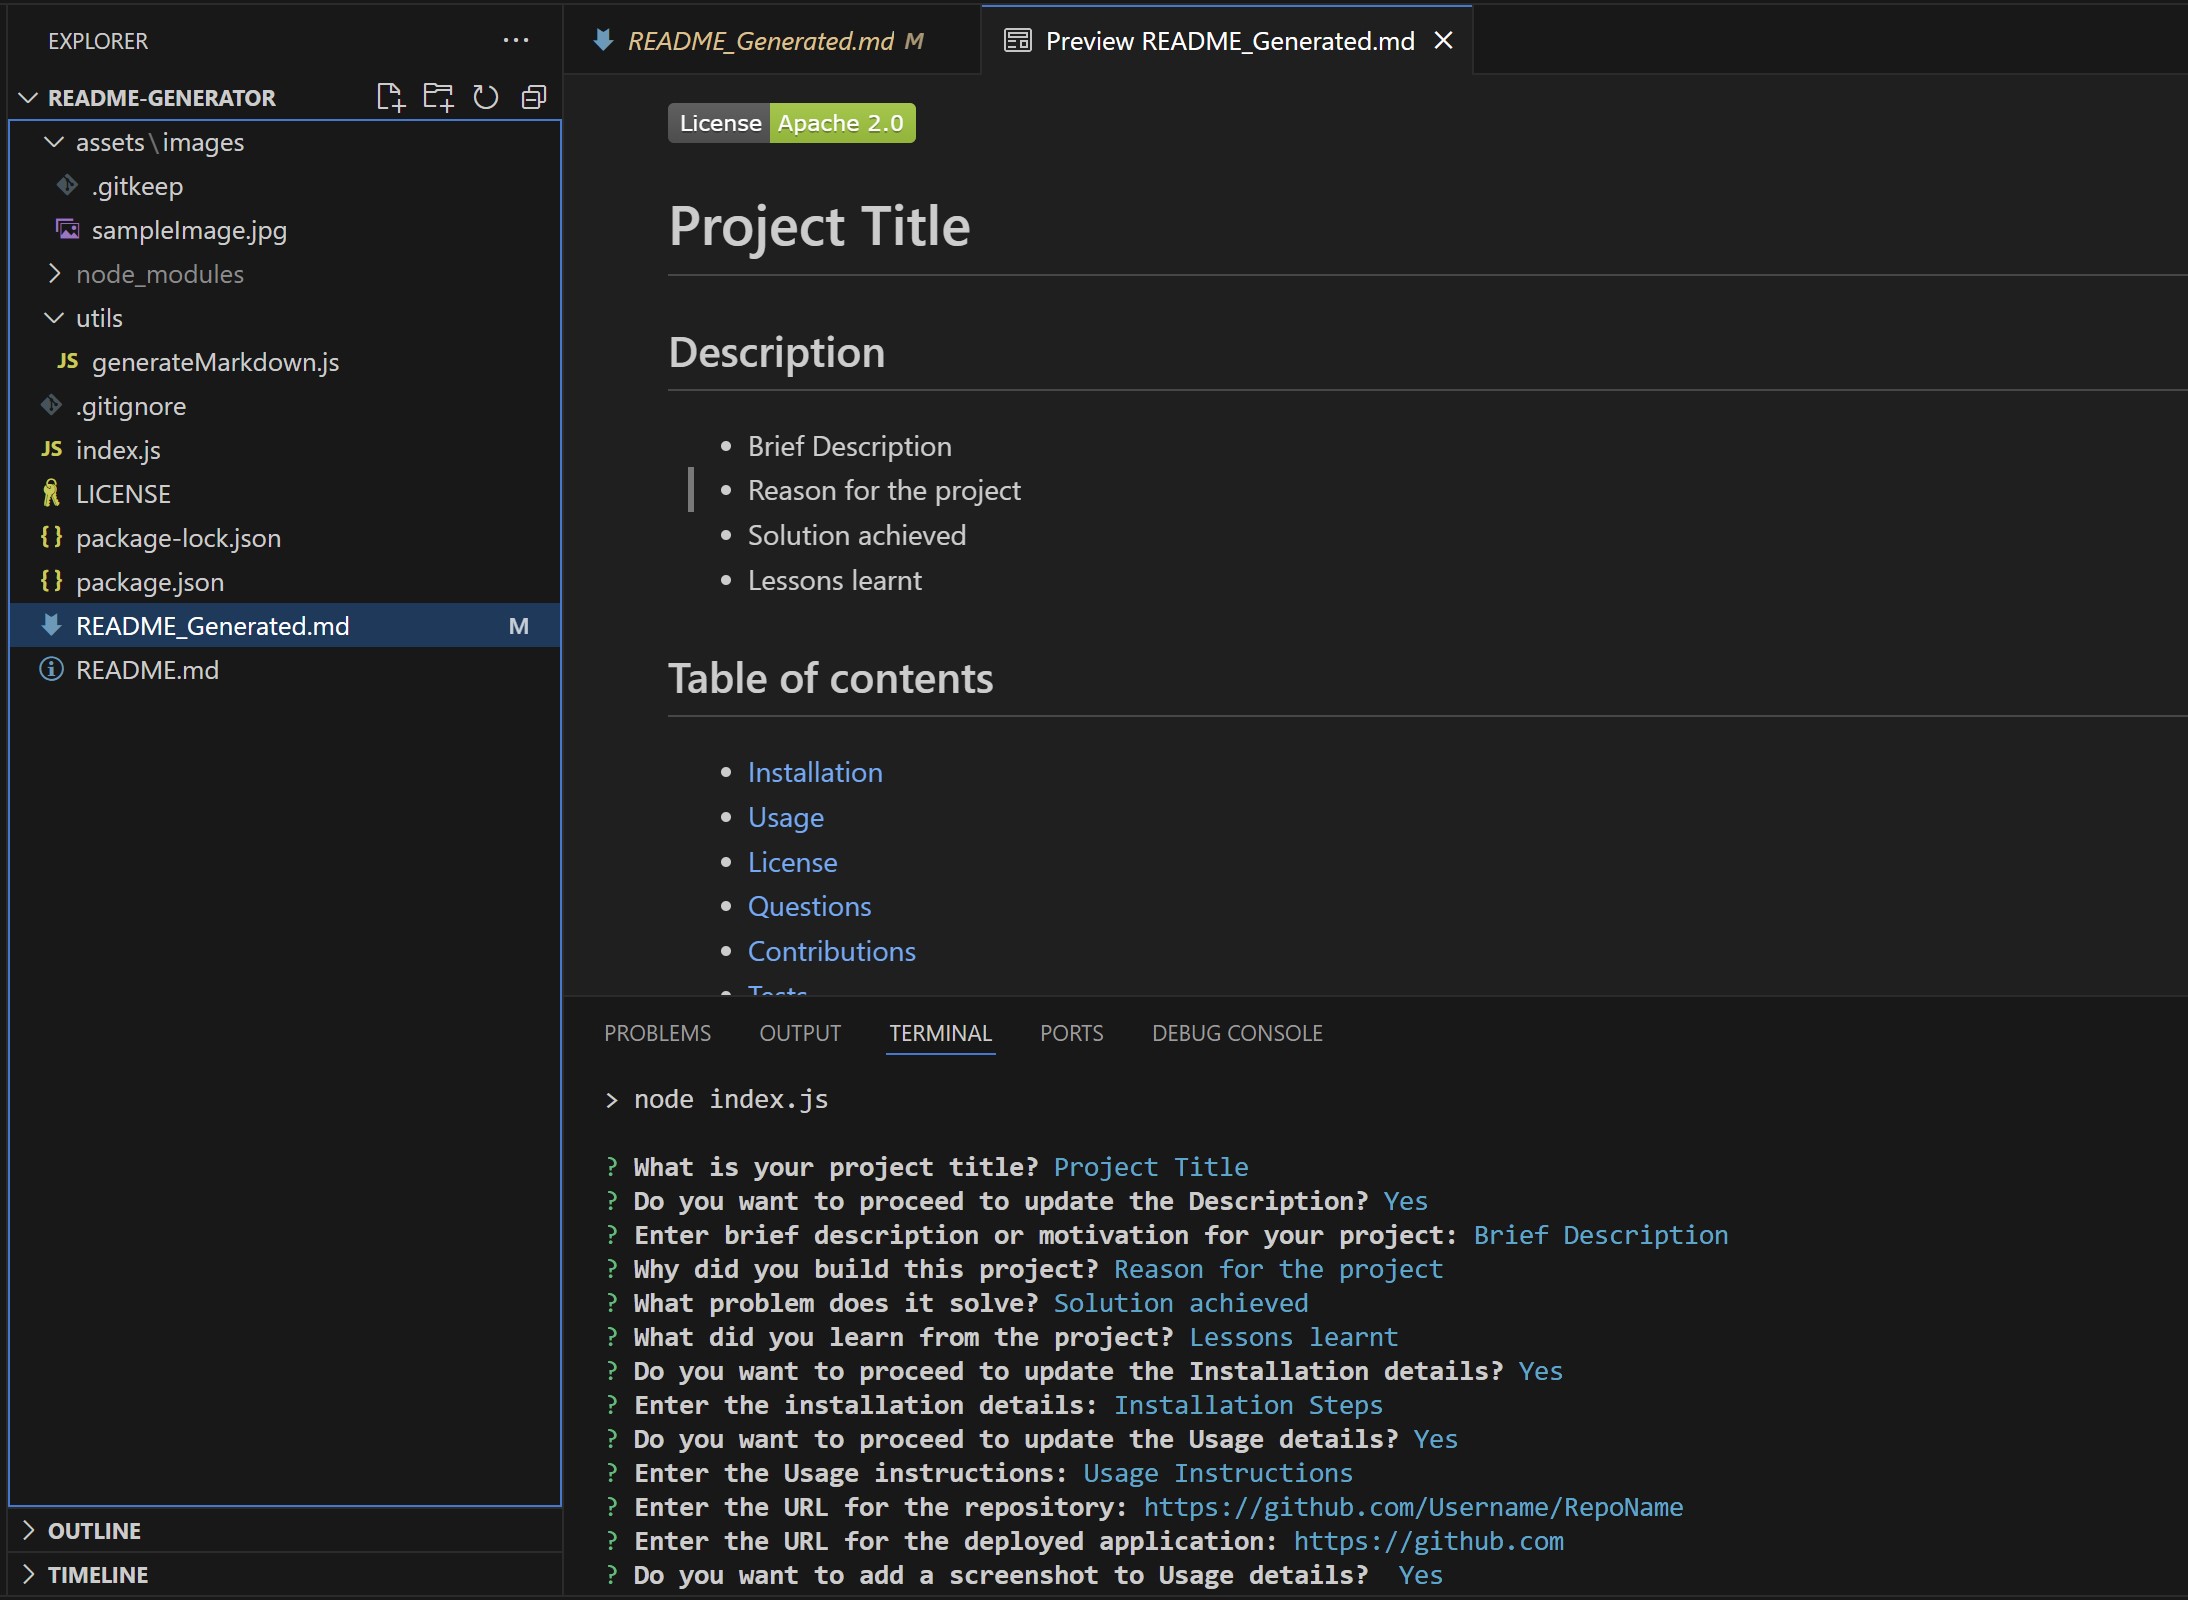 EXPLORER
README-GENERATOR
assets\images
.gitkeep
sampleImage.jpg
node_modules
utils
JS generateMarkdown.js
.gitignore
JS index.js
LICENSE
{} package-lock.json
{} package.json
README_Generated.md M
README.md
OUTLINE
TIMELINE
README_Generated.md M
Preview README_Generated.md
License Apache 2.0
Project Title
Description
• Brief Description
• Reason for the project
• Solution achieved
• Lessons learnt
Table of contents
• Installation
• Usage
• License
• Questions
• Contributions
• Tests
PROBLEMS OUTPUT TERMINAL PORTS DEBUG CONSOLE
> node index.js
? What is your project title? Project Title
? Do you want to proceed to update the Description? Yes
? Enter brief description or motivation for your project: Brief Description
? Why did you build this project? Reason for the project
? What problem does it solve? Solution achieved
? What did you learn from the project? Lessons learnt
? Do you want to proceed to update the Installation details? Yes
? Enter the installation details: Installation Steps
? Do you want to proceed to update the Usage details? Yes
? Enter the Usage instructions: Usage Instructions
? Enter the URL for the repository: https://github.com/Username/RepoName
? Enter the URL for the deployed application: https://github.com
? Do you want to add a screenshot to Usage details?  Yes